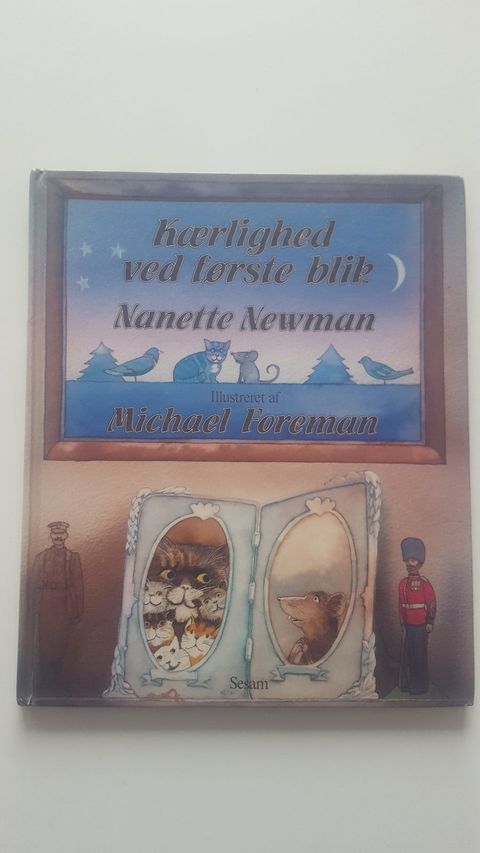 Kærlighed
ved første blik
Nanette Newman
Illustreret af
Michael Foreman
Sesam